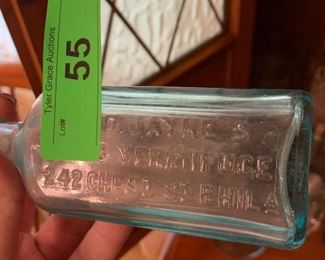 Tyler Grace Auctions
Lot#.
55
D. JAYNE'S
VERMIFUGE
242 CHEST. ST. PHILA